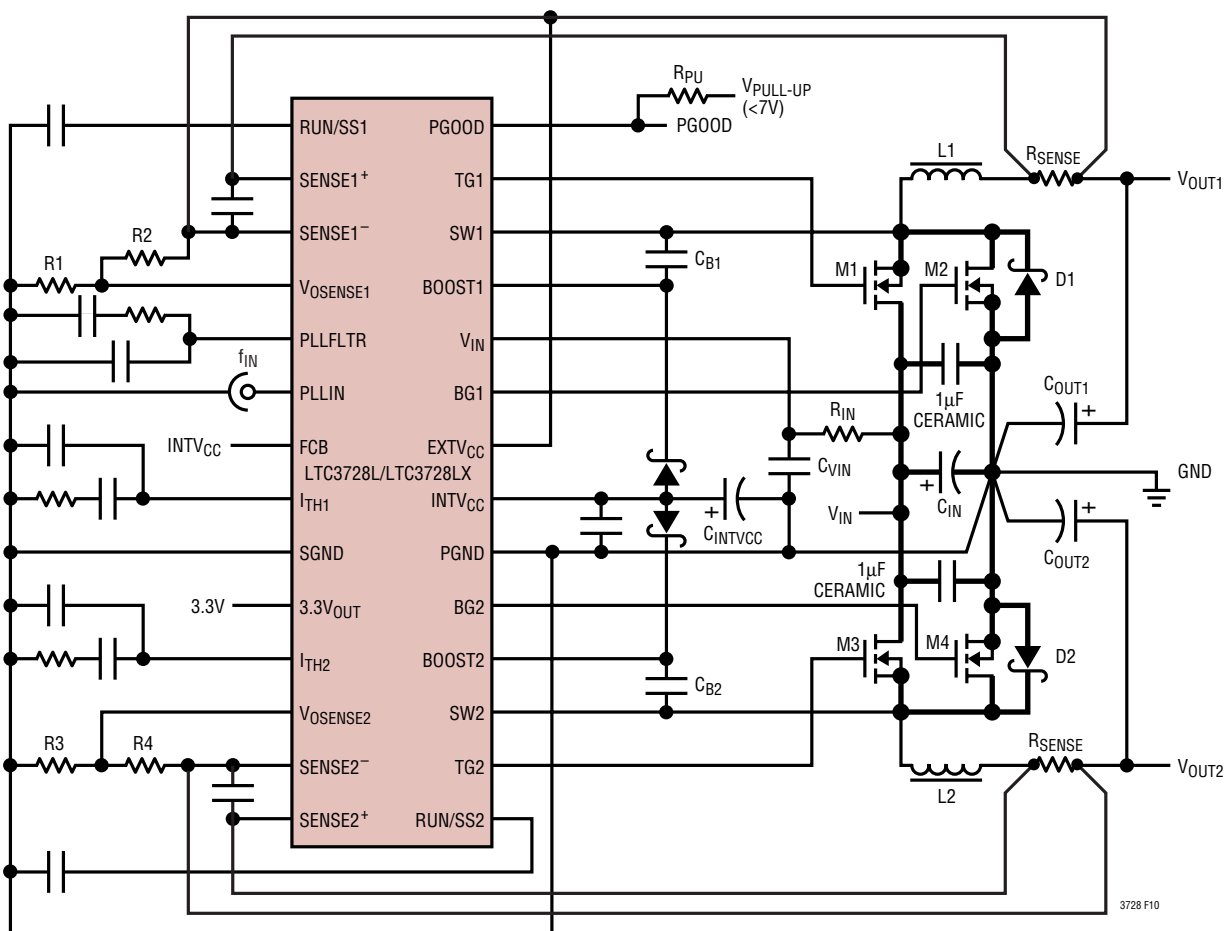 RPU
VPULL-UP
(<7V)
PGOOD
RUN/SS1
PGOOD
L1
RSENSE
SENSE1+
TG1
VOUT1
R2
SENSE1–
SW1
R1
CB1
M1
M2
D1
VOSENSE1
BOOST1
PLLFLTR
VIN
fIN
PLLIN
BG1
1µF
CERAMIC
COUT1
+
RIN
INTVCC
FCB
EXTVCC
LTC3728L/LTC3728LX
CVIN
GND
ITH1
INTVCC
+
CINTVCC
+
CIN
VIN
+
COUT2
SGND
PGND
1µF
CERAMIC
3.3V
3.3VOUT
BG2
M3
M4
D2
ITH2
BOOST2
CB2
VOSENSE2
SW2
R3
R4
RSENSE
SENSE2–
TG2
VOUT2
L2
SENSE2+
RUN/SS2
3728 F10